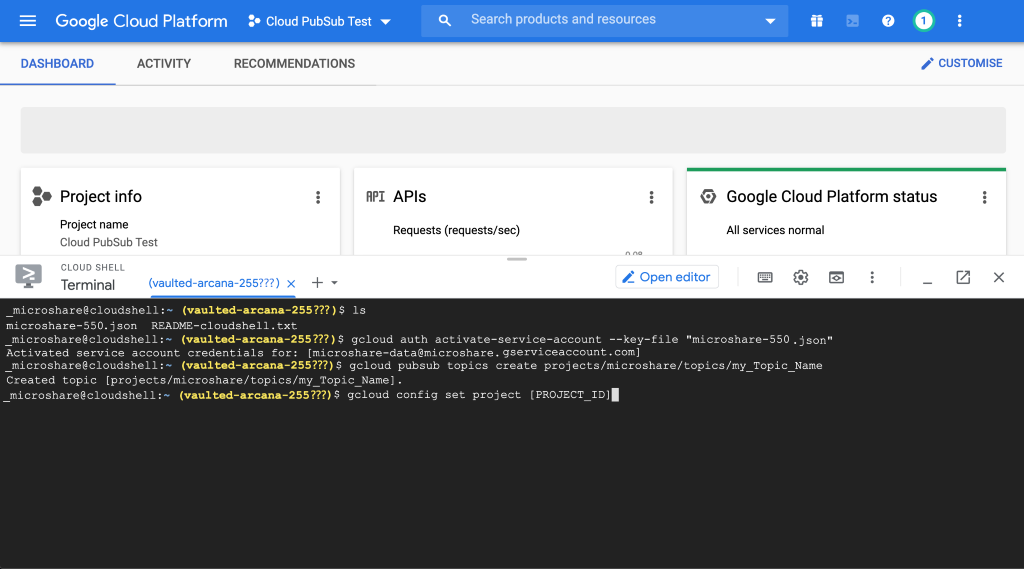 Google Cloud Platform Cloud PubSub Test Search products and resources 1
DASHBOARD ACTIVITY RECOMMENDATIONS CUSTOMISE
Project info API APIs Google Cloud Platform status
Project name Requests (requests/sec) All services normal
Cloud PubSub Test
CLOUD SHELL
Terminal (vaulted-arcana-255???) Open editor
_microshare@cloudshell:~ (vaulted-arcana-255???)$ ls
microshare-550.json README-cloudshell.txt
_microshare@cloudshell:~ (vaulted-arcana-255???)$ gcloud auth activate-service-account --key-file "microshare-550.json"
Activated service account credentials for: [microshare-data@microshare.gserviceaccount.com]
_microshare@cloudshell:~ (vaulted-arcana-255???)$ gcloud pubsub topics create projects/microshare/topics/my_Topic_Name
Created topic [projects/microshare/topics/my_Topic_Name].
_microshare@cloudshell:~ (vaulted-arcana-255???)$ gcloud config set project [PROJECT_ID]